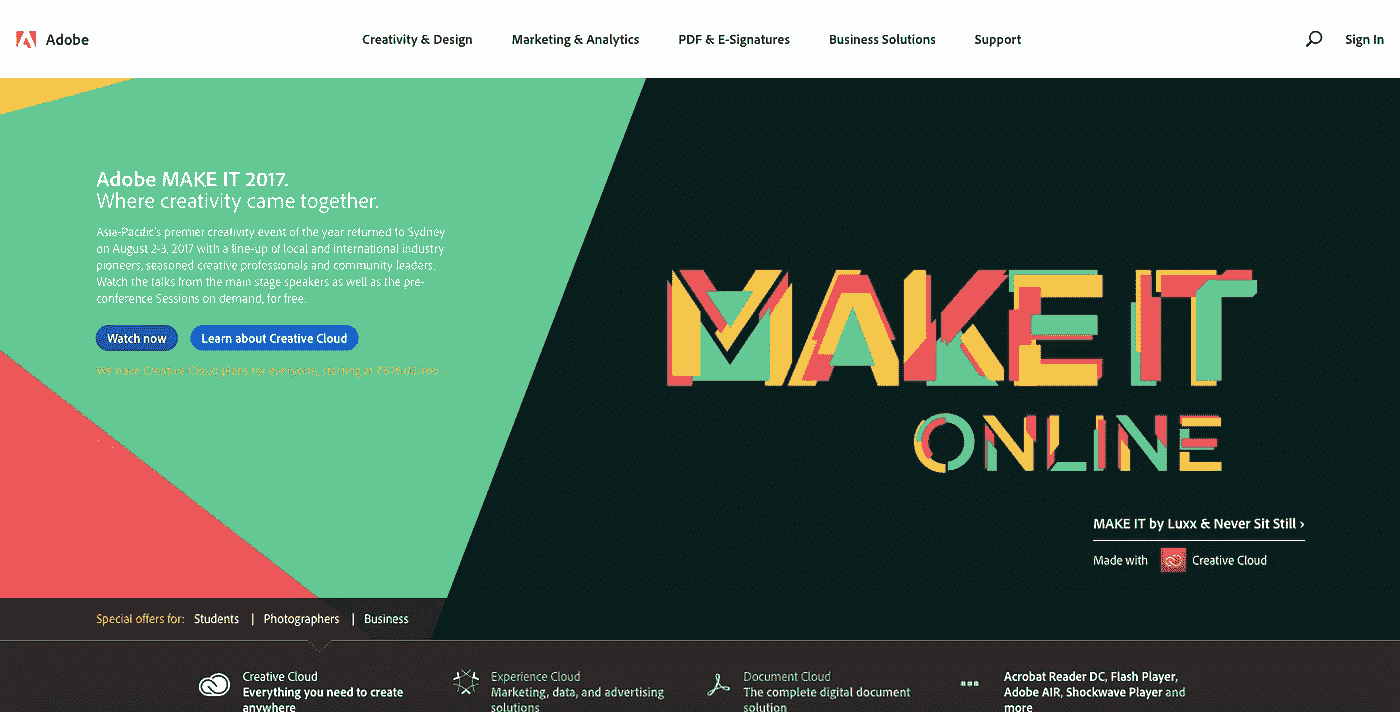 Adobe
Creativity & Design
Marketing & Analytics
PDF & E-Signatures
Business Solutions
Support
Sign In
Adobe MAKE IT 2017.
Where creativity came together.
Asia-Pacific's premier creativity event of the year returned to Sydney
on August 2-3, 2017 with a line-up of local and international industry
pioneers, seasoned creative professionals and community leaders.
Watch the talks from the main stage speakers as well as the pre-
conference Sessions on demand, for free.
Watch now
Learn about Creative Cloud
We have Creative Cloud plans for everyone, starting at
MAKE IT
ONLINE
MAKE IT by Luxx & Never Sit Still ›
Made with Creative Cloud
Special offers for: Students | Photographers | Business
Creative Cloud
Everything you need to create
anywhere
Experience Cloud
Marketing, data, and advertising
solutions
Document Cloud
The complete digital document
solution
Acrobat Reader DC, Flash Player,
Adobe AIR, Shockwave Player and
more